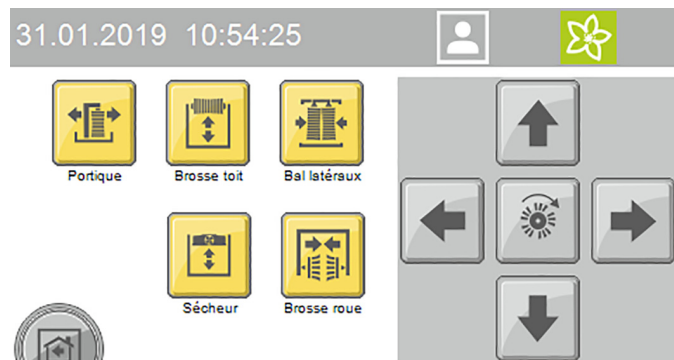 31.01.2019 10:54:25
Portique
Brosse toit
Bal latéraux
Sécheur
Brosse roue